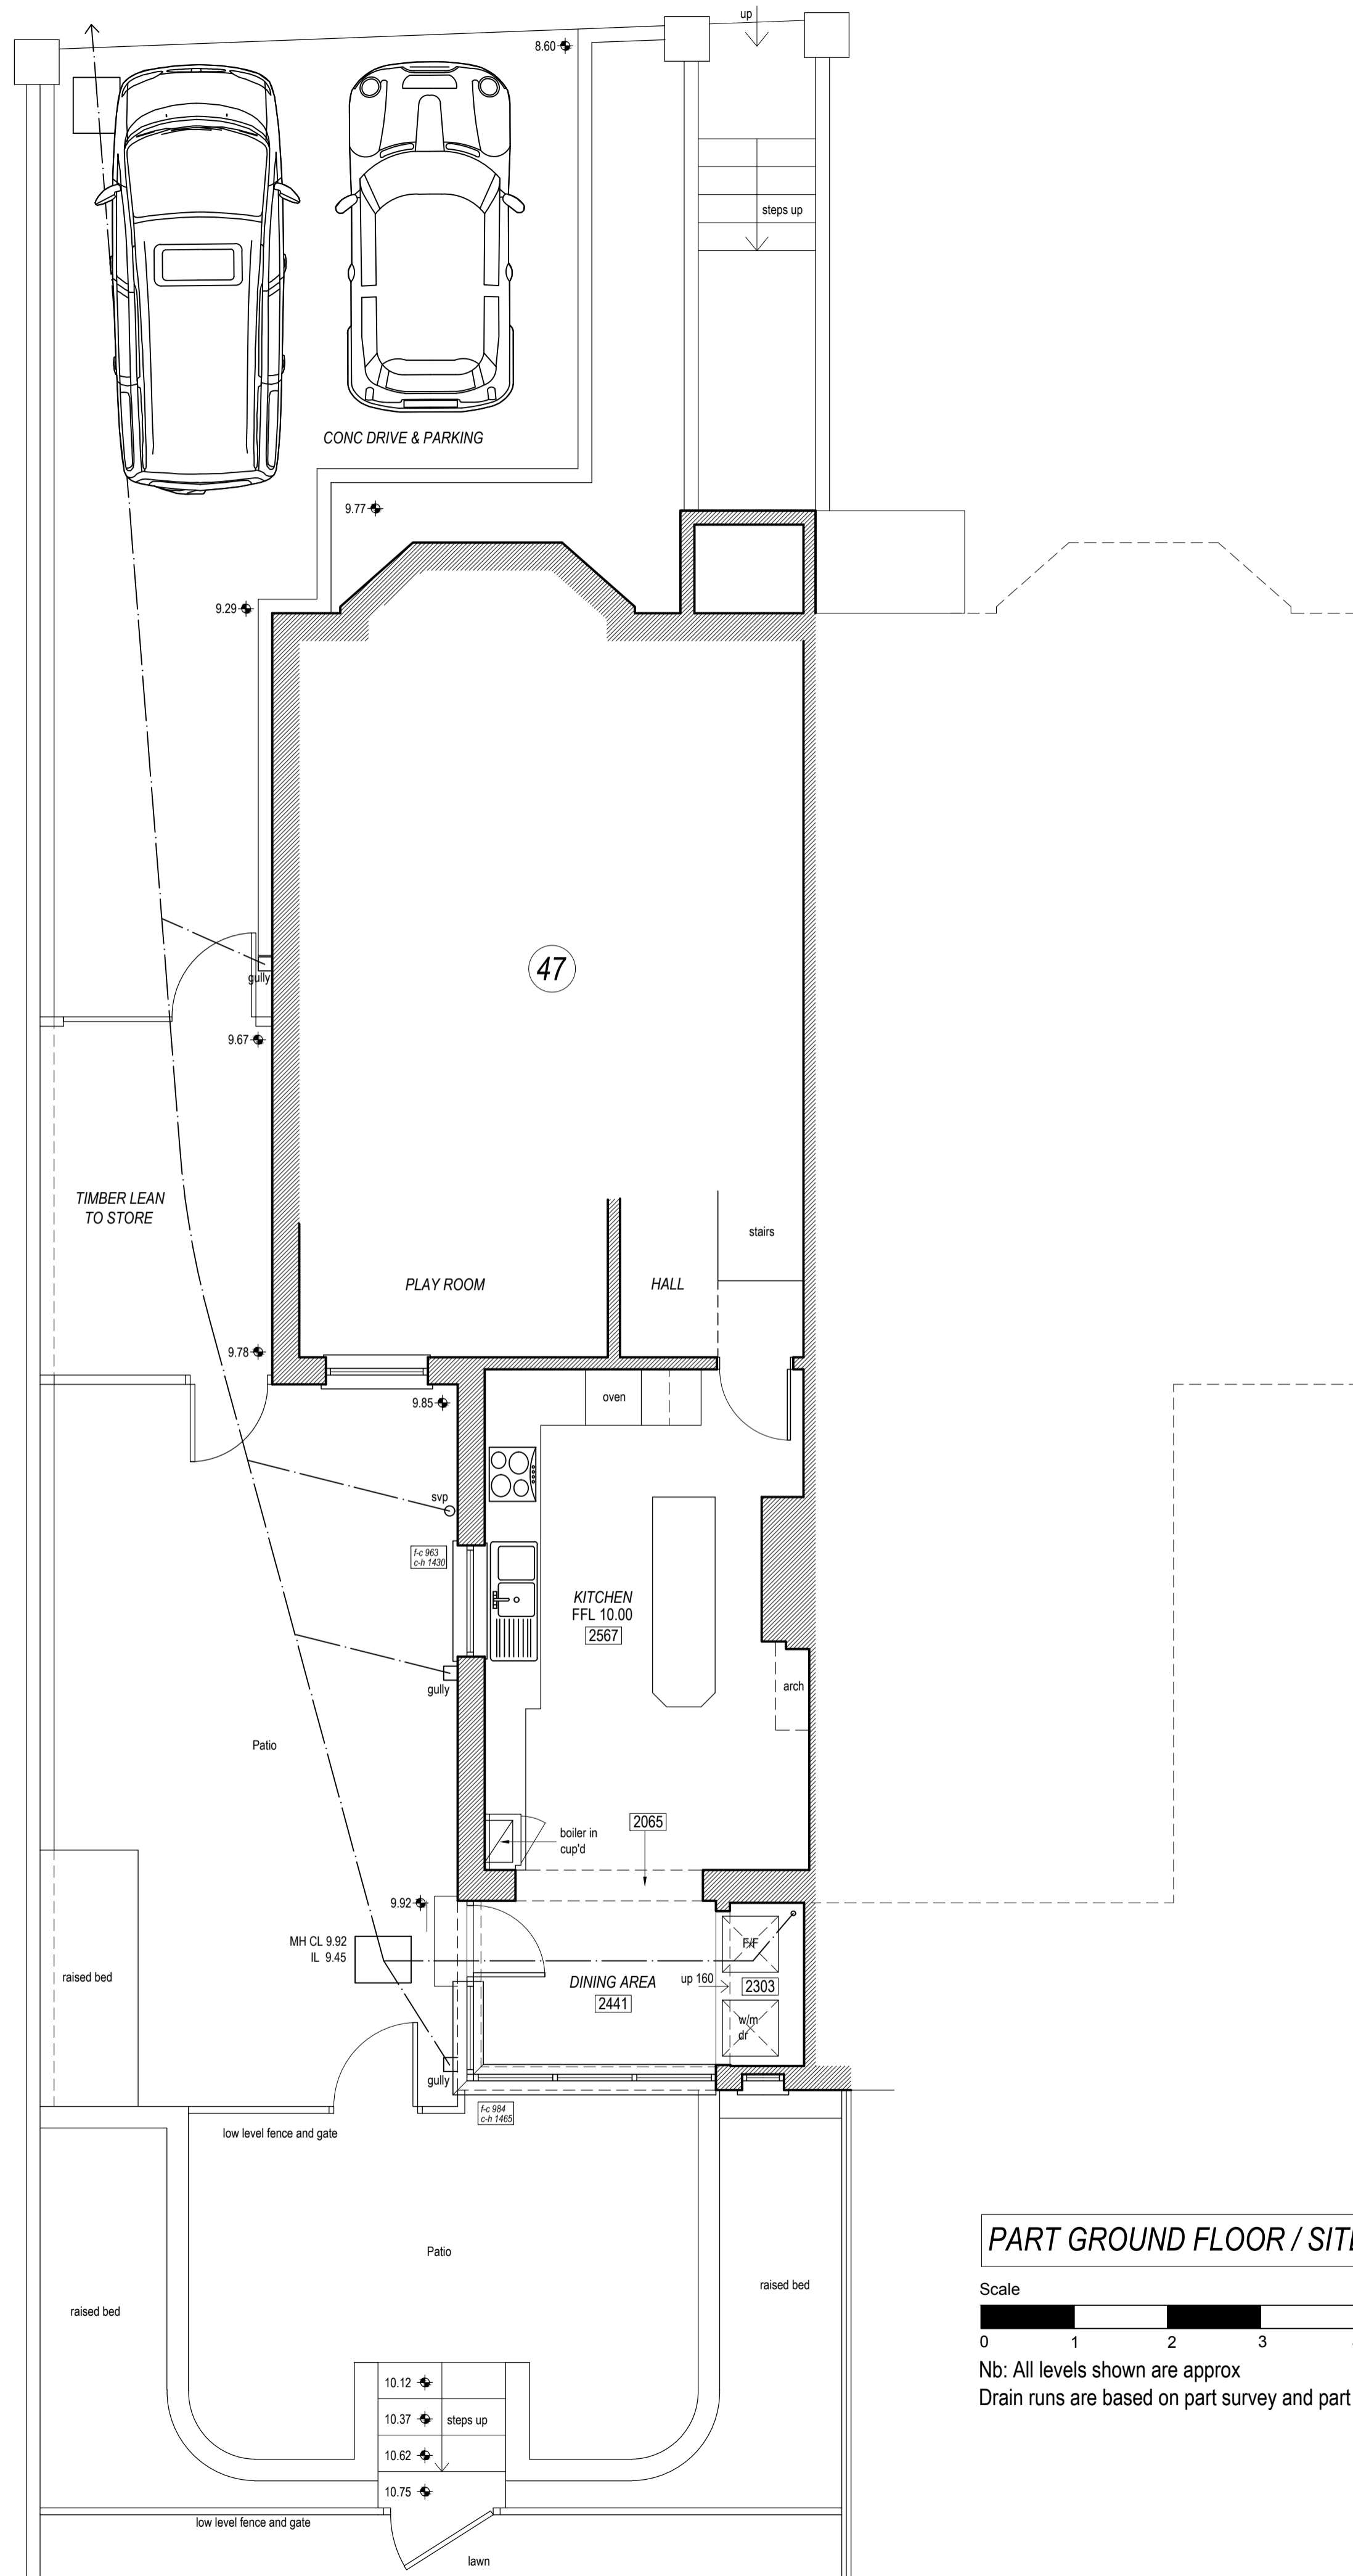 up
8.60
steps up
CONC DRIVE & PARKING
9.77
9.29
47
gully
9.67
TIMBER LEAN
TO STORE
stairs
PLAY ROOM
HALL
9.78
9.85
oven
svp
f-c 963
c-h 1430
KITCHEN
FFL 10.00
2567
gully
arch
Patio
2065
boiler in
cup'd
9.92
MH CL 9.92
IL 9.45
F/F
raised bed
DINING AREA
2441
up 160
2303
w/m
dr
gully
f-c 984
c-h 1465
low level fence and gate
Patio
raised bed
raised bed
10.12
10.37
steps up
10.62
10.75
low level fence and gate
lawn
PART GROUND FLOOR / SIT
Scale
0 1 2 3
Nb: All levels shown are approx
Drain runs are based on part survey and part